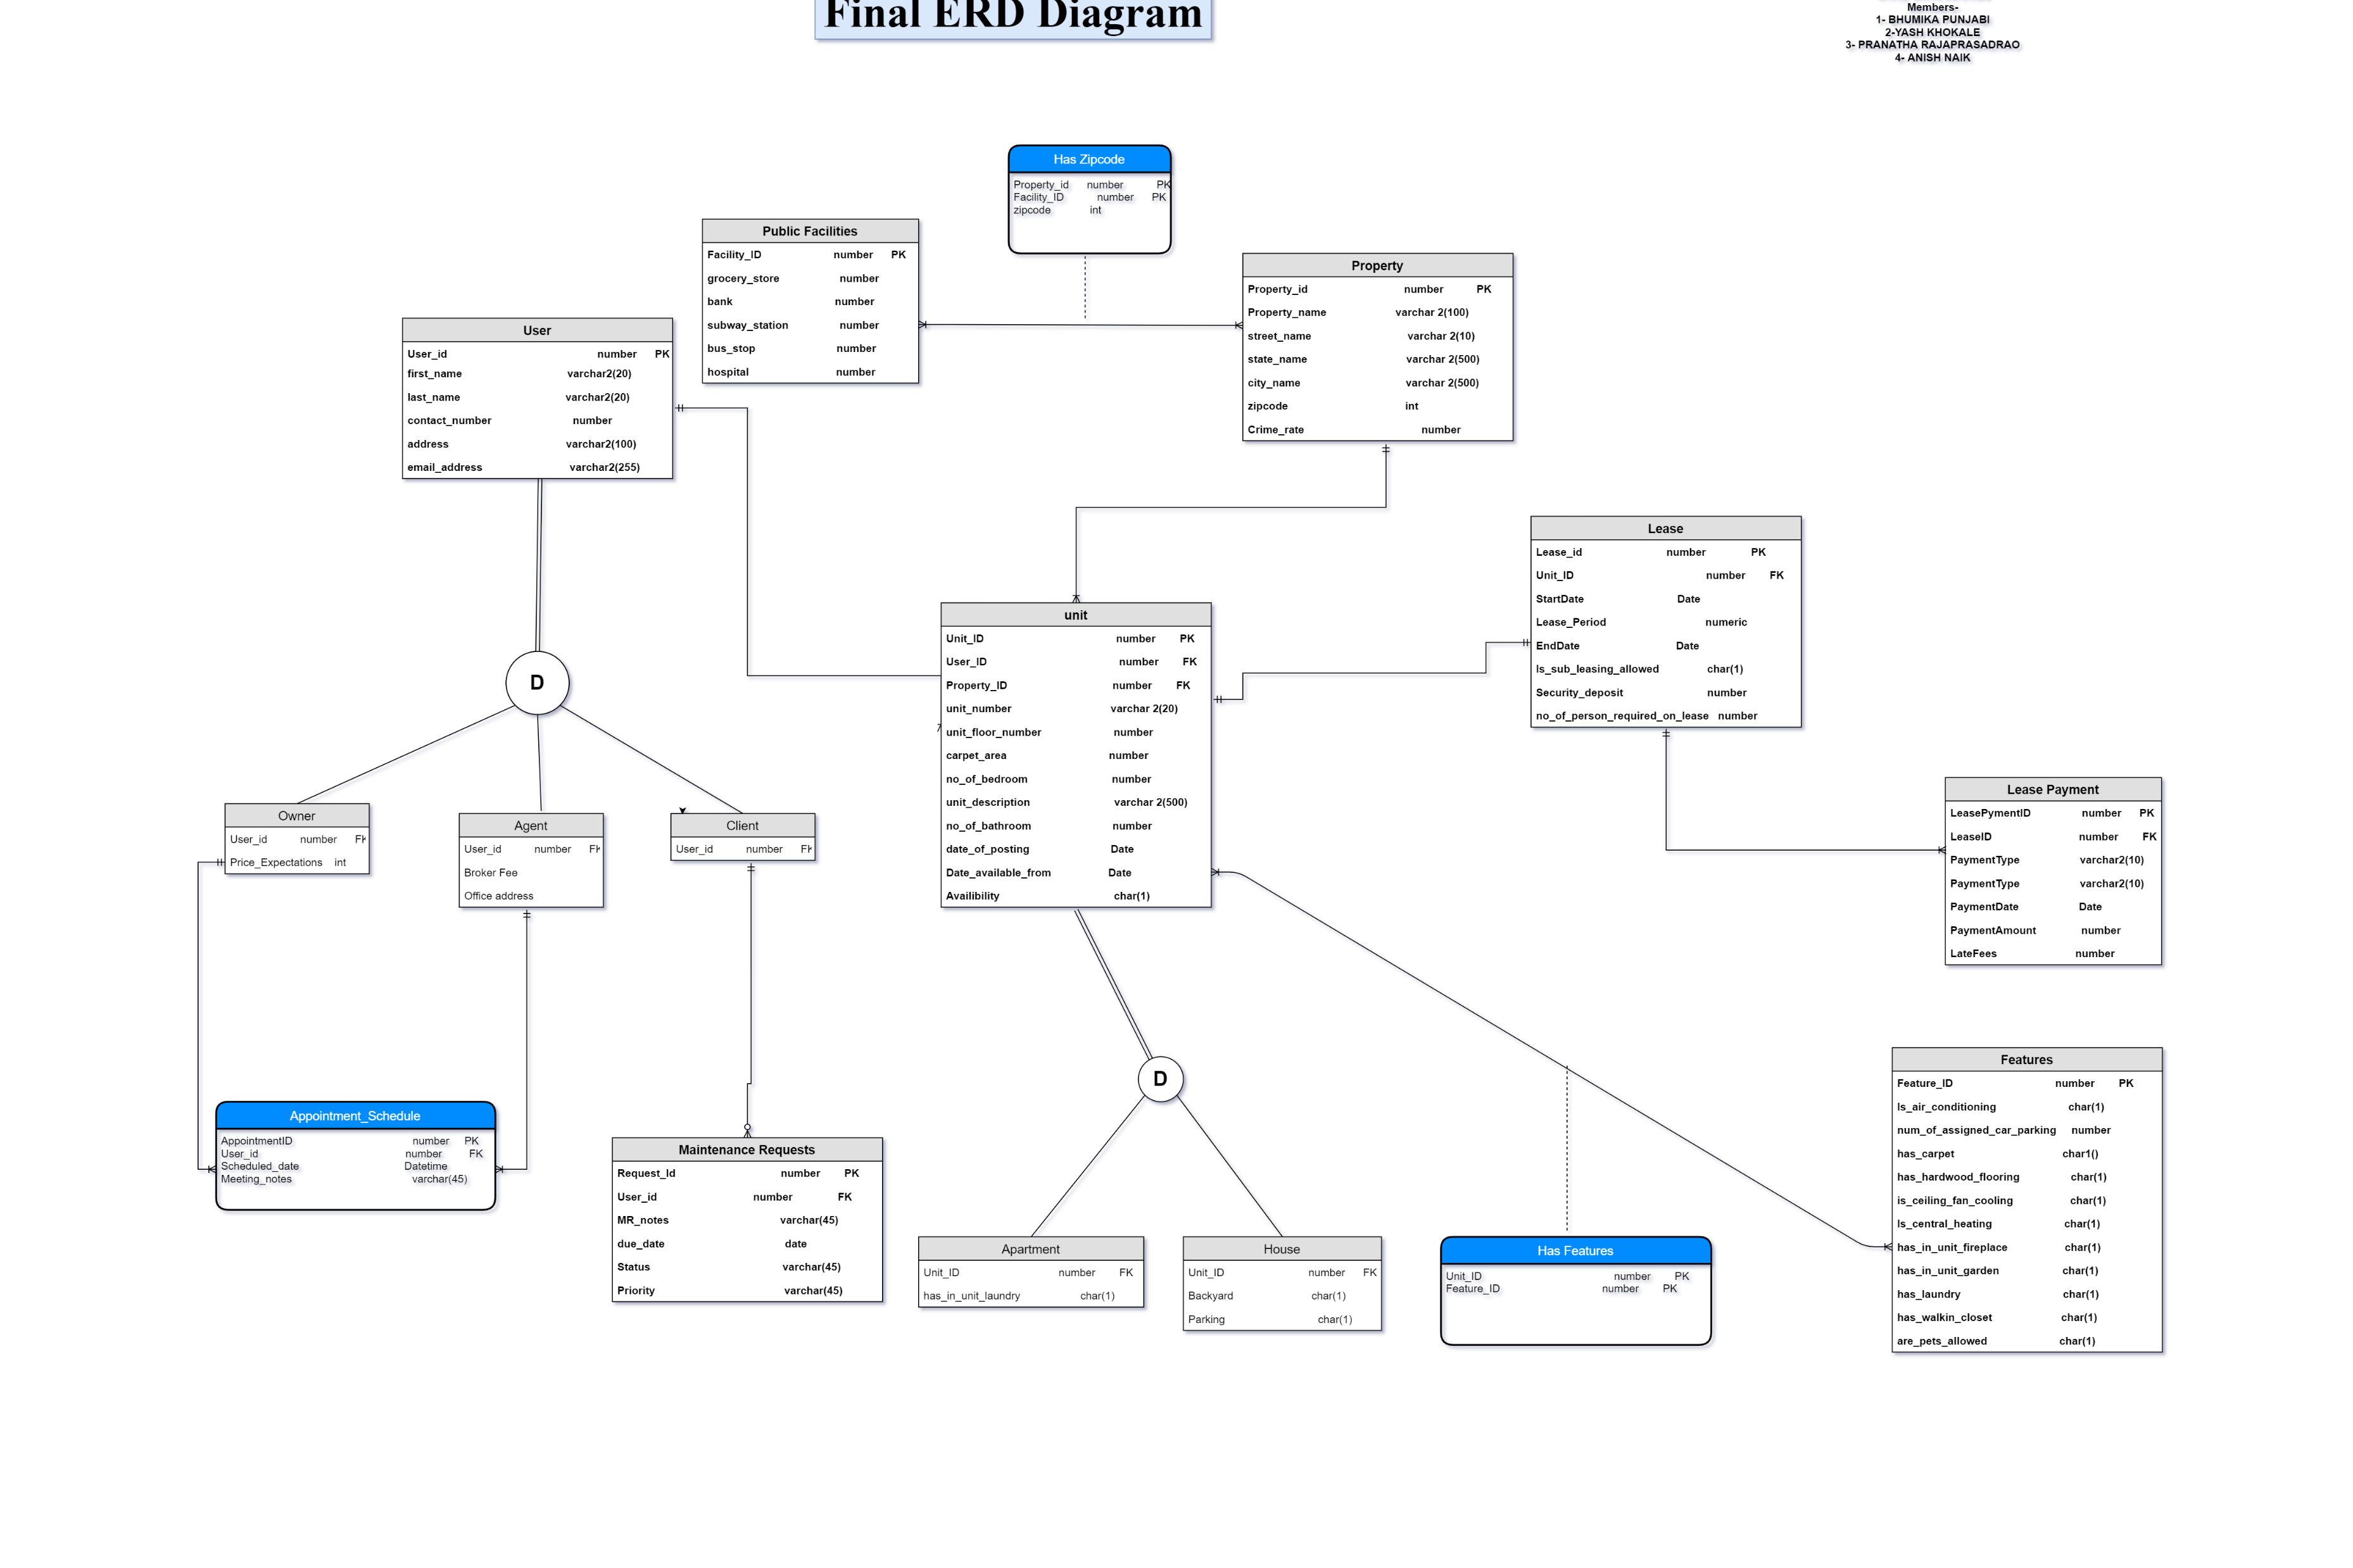 Final ERD Diagram
Members-
1- BHUMIKA PUNJABI
2-YASH KHOKALE
3- PRANATHA RAJAPRASADRAO
4- ANISH NAIK
Has Zipcode
Property_id number PK
Facility_ID number PK
zipcode int
Public Facilities
Facility_ID number PK
grocery_store number
bank number
subway_station number
bus_stop number
hospital number
Property
Property_id number PK
Property_name varchar 2(100)
street_name varchar 2(10)
state_name varchar 2(500)
city_name varchar 2(500)
zipcode int
Crime_rate number
User
User_id number PK
first_name varchar2(20)
last_name varchar2(20)
contact_number number
address varchar2(100)
email_address varchar2(255)
Lease
Lease_id number PK
Unit_ID number FK
StartDate Date
Lease_Period numeric
EndDate Date
Is_sub_leasing_allowed char(1)
Security_deposit number
no_of_person_required_on_lease number
unit
Unit_ID number PK
User_ID number FK
Property_ID number FK
unit_number varchar 2(20)
unit_floor_number number
carpet_area number
no_of_bedroom number
unit_description varchar 2(500)
no_of_bathroom number
date_of_posting Date
Date_available_from Date
Availibility char(1)
D
Owner
User_id number FK
Price_Expectations int
Agent
User_id number FK
Broker Fee
Office address
Client
User_id number FK
Lease Payment
LeasePymentID number PK
LeaseID number FK
PaymentType varchar2(10)
PaymentType varchar2(10)
PaymentDate Date
PaymentAmount number
LateFees number
D
Appointment_Schedule
AppointmentID number PK
User_id number FK
Scheduled_date Datetime
Meeting_notes varchar(45)
Maintenance Requests
Request_Id number PK
User_id number FK
MR_notes varchar(45)
due_date date
Status varchar(45)
Priority varchar(45)
Apartment
Unit_ID number FK
has_in_unit_laundry char(1)
House
Unit_ID number FK
Backyard char(1)
Parking char(1)
Has Features
Unit_ID number PK
Feature_ID number PK
Features
Feature_ID number PK
Is_air_conditioning char(1)
num_of_assigned_car_parking number
has_carpet char1()
has_hardwood_flooring char(1)
is_ceiling_fan_cooling char(1)
Is_central_heating char(1)
has_in_unit_fireplace char(1)
has_in_unit_garden char(1)
has_laundry char(1)
has_walkin_closet char(1)
are_pets_allowed char(1)